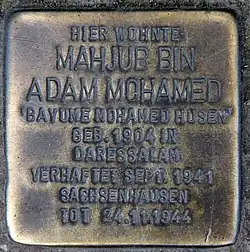 HIER WOHNTE
MAHJUB BIN
ADAM MOHAMED
"BAYUME MOHAMED HUSEN"
GEB. 1904 IN
DARESSALAM
VERHAFTET SEPT. 1941
SACHSENHAUSEN
TOT 24.11.1944